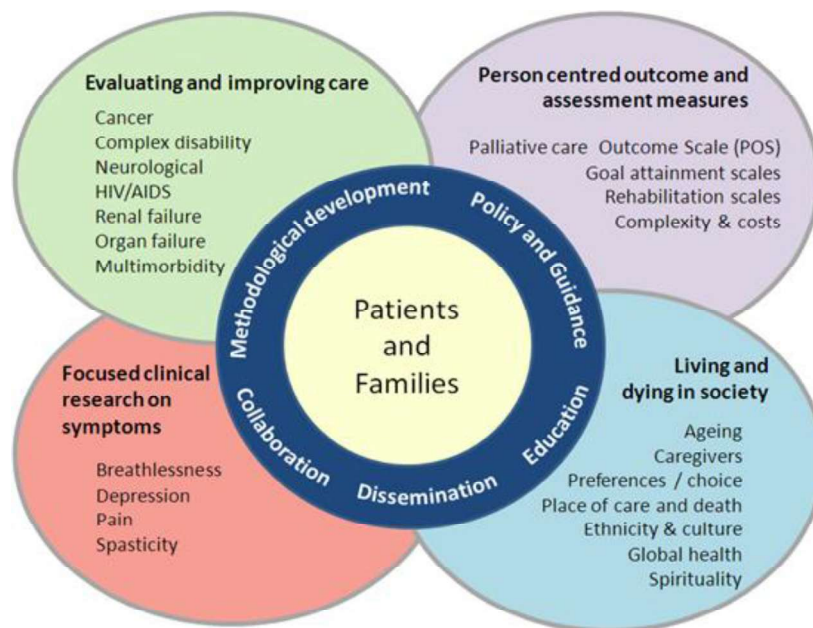 Evaluating and improving care
Cancer
Complex disability
Neurological
HIV/AIDS
Renal failure
Organ failure
Multimorbidity
Person centred outcome and
assessment measures
Palliative care Outcome Scale (POS)
Goal attainment scales
Rehabilitation scales
Complexity & costs
Methodological development
Policy and Guidance
Education
Dissemination
Collaboration
Patients
and
Families
Focused clinical
research on
symptoms
Breathlessness
Depression
Pain
Spasticity
Living and
dying in society
Ageing
Caregivers
Preferences / choice
Place of care and death
Ethnicity & culture
Global health
Spirituality